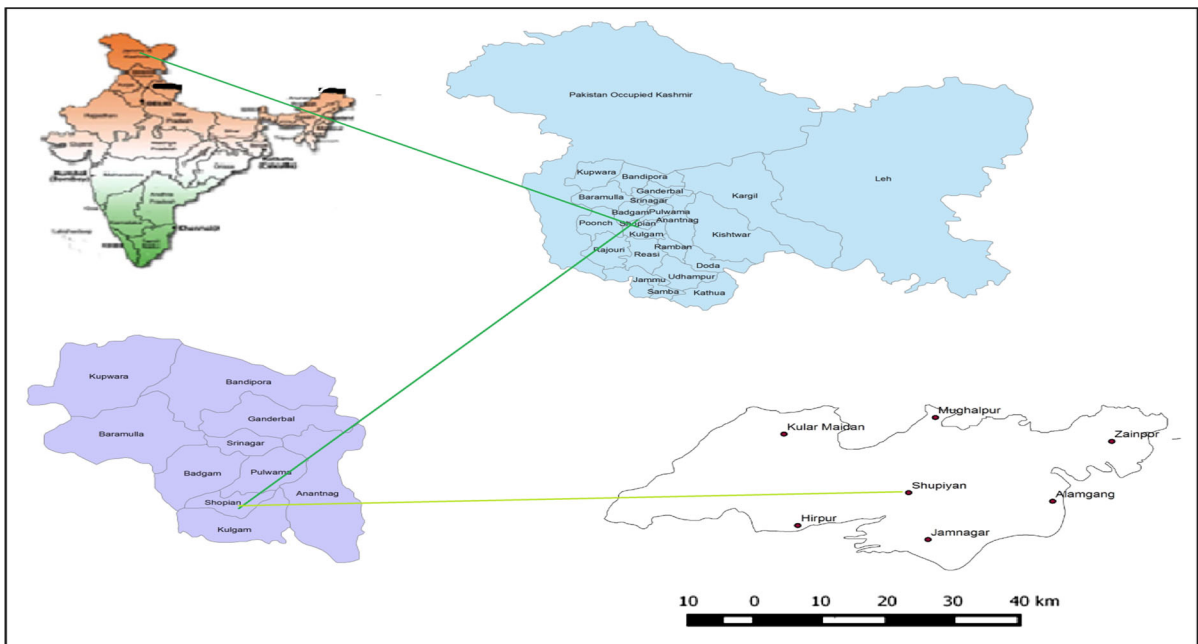 Rajasthan
Pakistan Occupied Kashmir
Leh
Kupwara
Bandipora
Kargil
Ganderbal
Baramulla
Srinagar
Badgam
Pulwama
Poonch
Shopian
Anantnag
Kulgam
Kishtwar
Rajouri
Ramban
Reasi
Doda
Udhampur
Jammu
Samba
Kathua
Kupwara
Bandipora
Ganderbal
Baramulla
Srinagar
Badgam
Pulwama
Anantnag
Shopian
Kulgam
Mughalpur
Kular Maidan
Zainpor
Shupiyan
Alamgang
Hirpur
Jamnagar
10 0 10 20 30 40 km